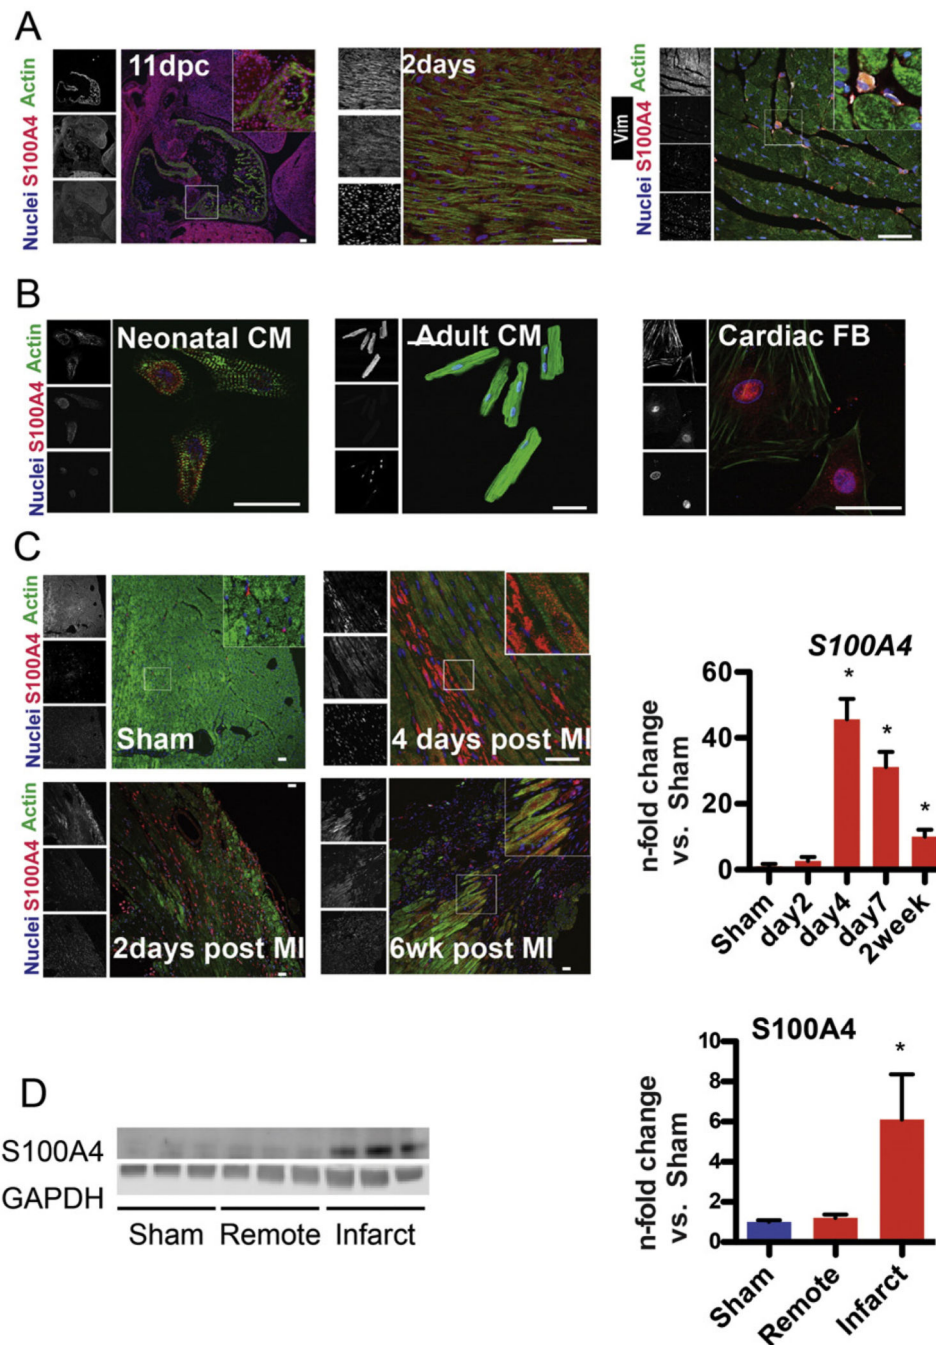 A
Nuclei S100A4 Actin
11dpc
2days
Vim
Nuclei S100A4 Actin
B
Nuclei S100A4 Actin
Neonatal CM
Adult CM
Cardiac FB
C
Nuclei S100A4 Actin
Sham
4 days post MI
Nuclei S100A4 Actin
2days post MI
6wk post MI
S100A4
n-fold change
vs. Sham
60
40
20
0
*
*
*
Sham
day2
day4
day7
2week
D
S100A4
GAPDH
Sham Remote Infarct
S100A4
n-fold change
vs. Sham
10
8
6
4
2
0
*
Sham
Remote
Infarct